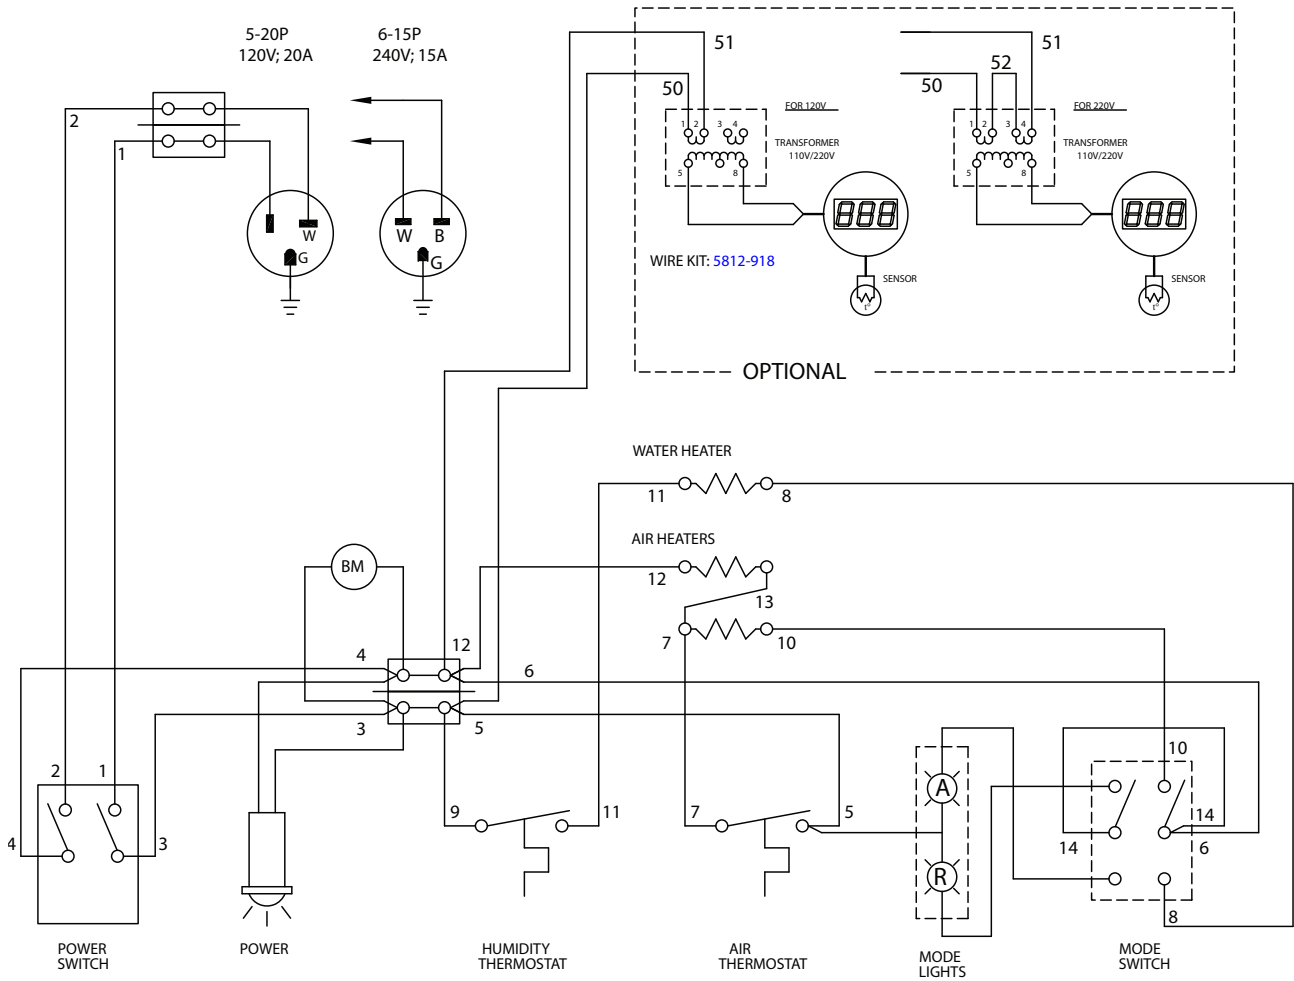 5-20P
120V; 20A
6-15P
240V; 15A
2
1
W
G
W
B
G
51
50
FOR 120V
1 2 3 4
TRANSFORMER
110V/220V
5 8
888
SENSOR
t°
WIRE KIT: 5812-918
51
52
50
FOR 220V
1 2 3 4
TRANSFORMER
110V/220V
5 8
888
SENSOR
t°
OPTIONAL
WATER HEATER
11
8
AIR HEATERS
12
13
7
10
BM
4
12
6
3
5
2
1
4
3
POWER
SWITCH
POWER
9
11
HUMIDITY
THERMOSTAT
7
5
AIR
THERMOSTAT
A
R
MODE
LIGHTS
10
14
14
6
8
MODE
SWITCH